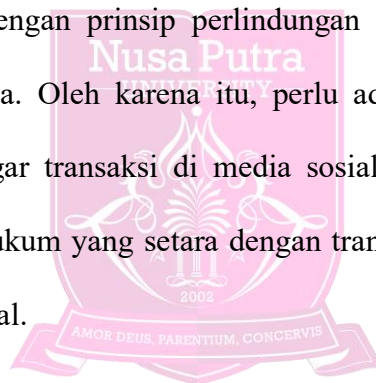 engan prinsip perlindungan
Nusa Putra
UNIVERSITY
a. Oleh karena itu, perlu ad
gar transaksi di media sosial
ukum yang setara dengan tran
2002
al.
AMOR DEUS, PARENTIUM, CONCERVIS